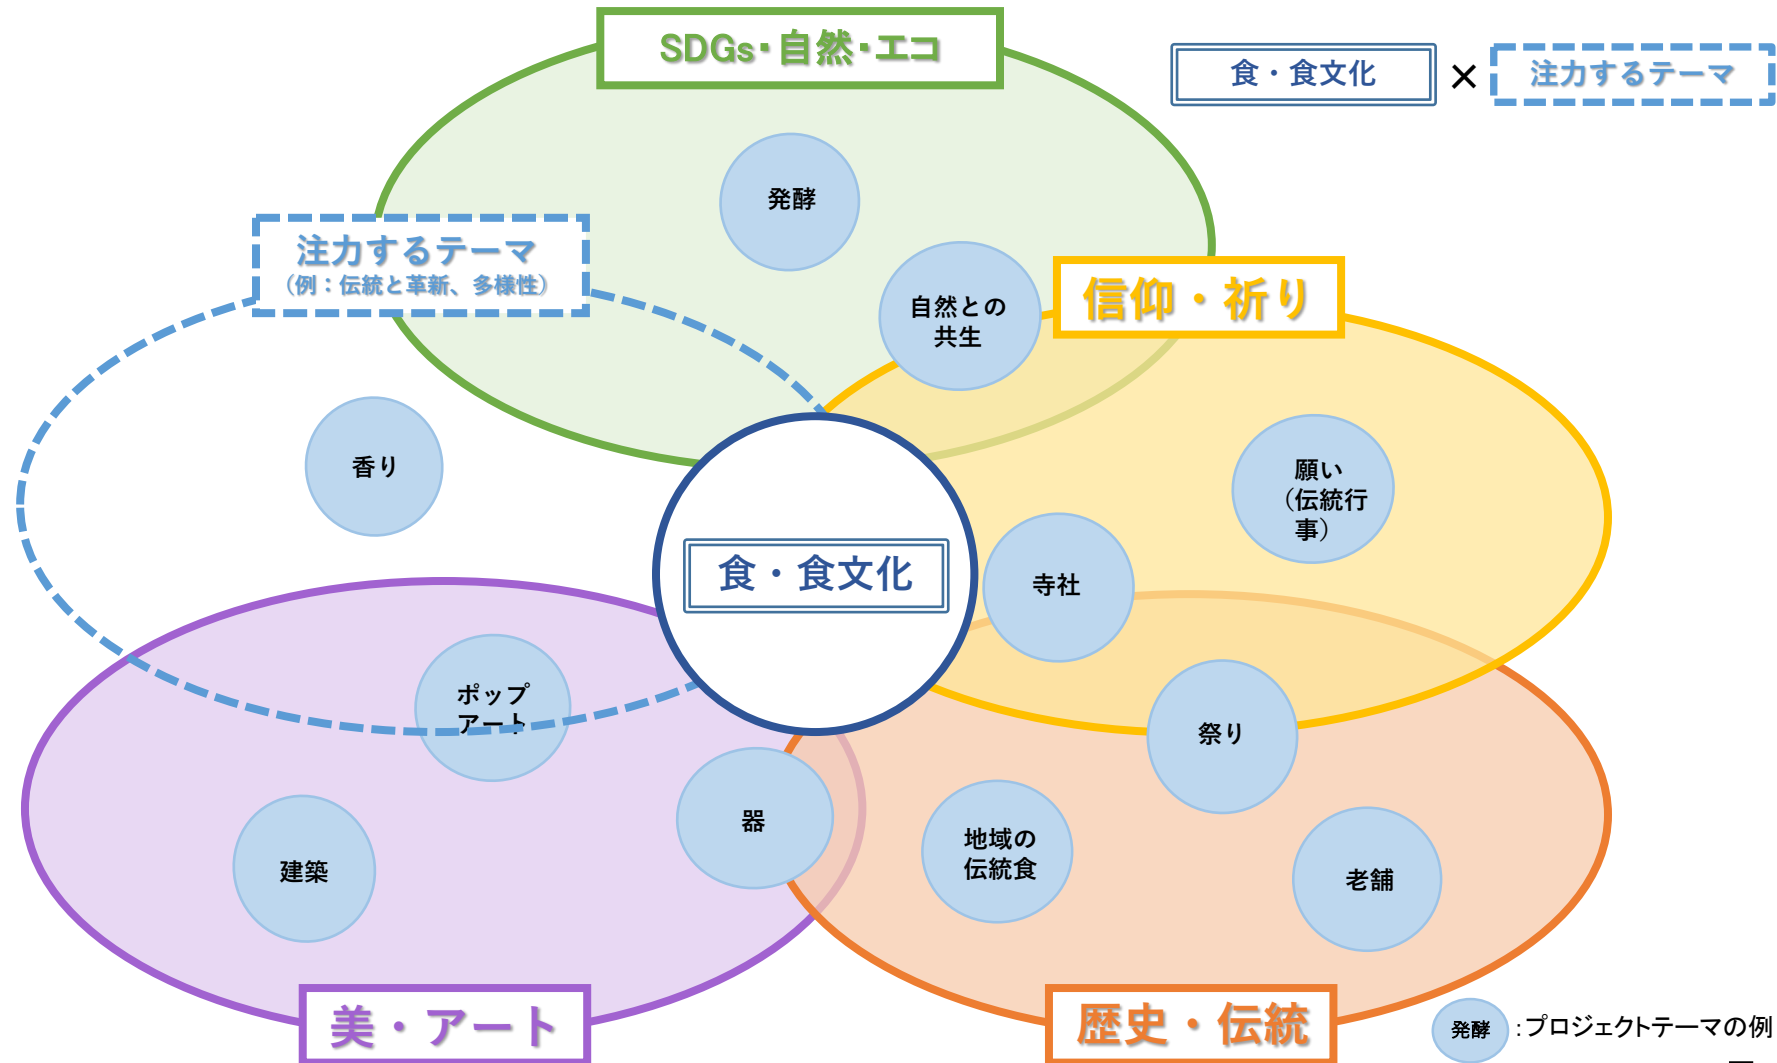 SDGs・自然・エコ
食・食文化 × 注力するテーマ
発酵
注力するテーマ
（例：伝統と革新、多様性）
自然との
共生
信仰・祈り
香り
願い
（伝統行
事）
食・食文化
寺社
ポップ
アート
祭り
器
地域の
伝統食
建築
老舗
美・アート
歴史・伝統
発酵 ：プロジェクトテーマの例